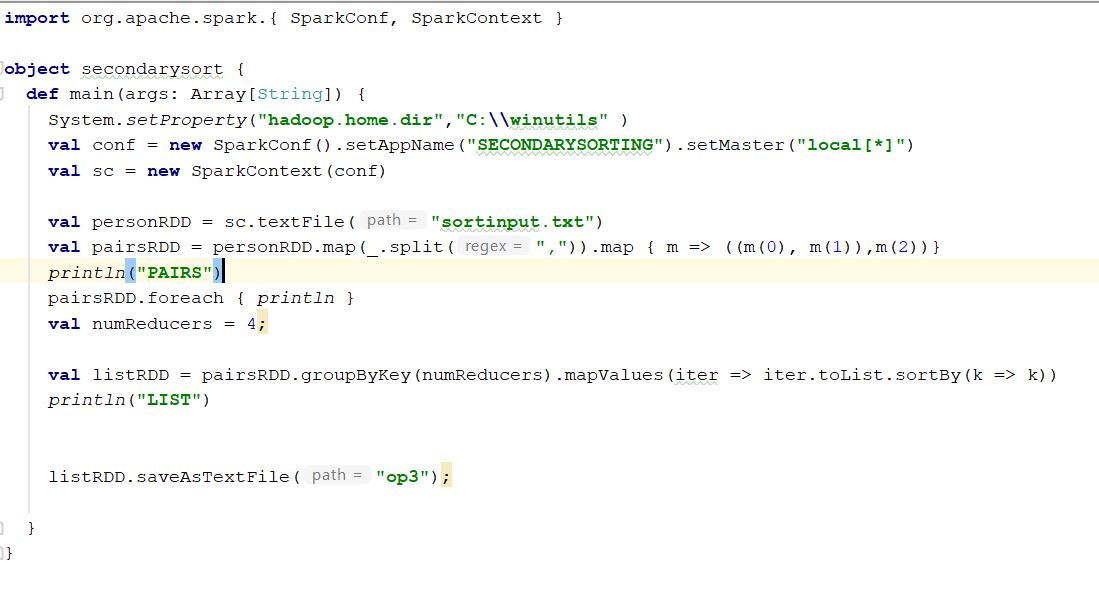 import org.apache.spark.{ SparkConf, SparkContext }
object secondarysort {
def main(args: Array[String]) {
System.setProperty("hadoop.home.dir","C:\\winutils" )
val conf = new SparkConf().setAppName("SECONDARYSORTING").setMaster("local[*]")
val sc = new SparkContext(conf)
val personRDD = sc.textFile( path = "sortinput.txt")
val pairsRDD = personRDD.map(_.split( regex = ",")).map { m => ((m(0), m(1)),m(2))}
println("PAIRS")
pairsRDD.foreach { println }
val numReducers = 4;
val listRDD = pairsRDD.groupByKey(numReducers).mapValues(iter => iter.toList.sortBy(k => k))
println("LIST")
listRDD.saveAsTextFile( path = "op3");
}
}